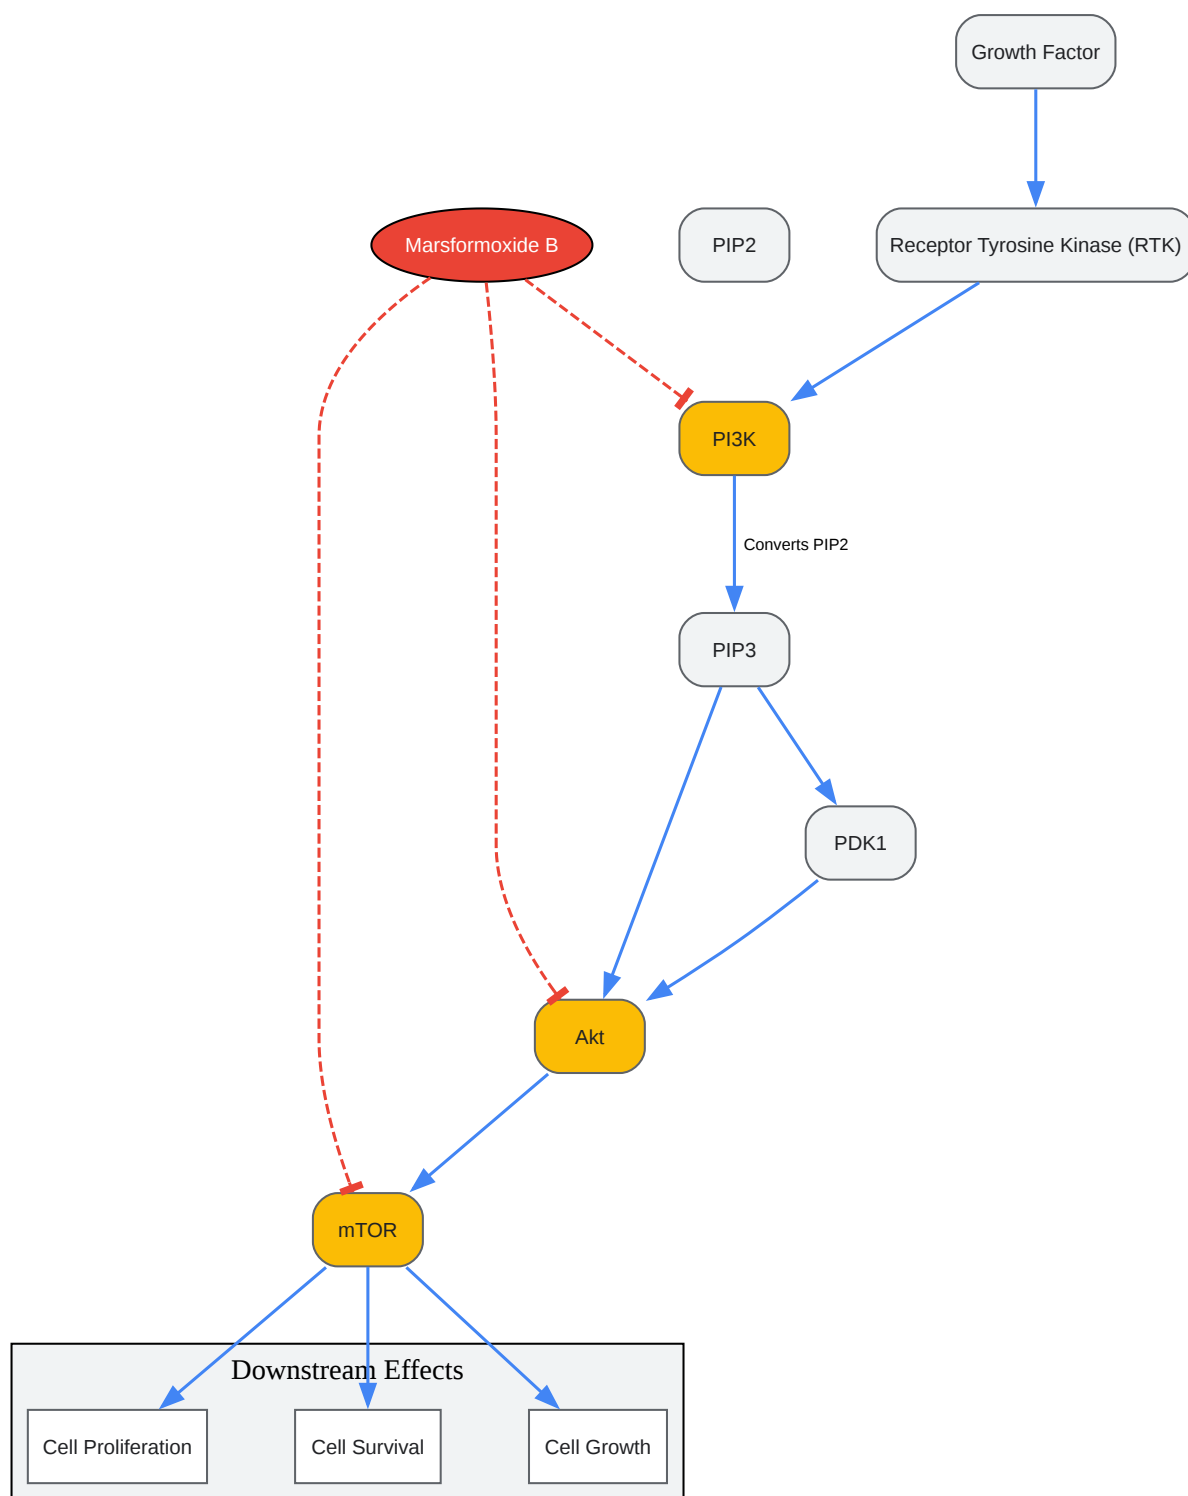 Growth Factor
Marsformoxide B
PIP2
Receptor Tyrosine Kinase (RTK)
PI3K
Converts PIP2
PIP3
PDK1
Akt
mTOR
Downstream Effects
Cell Proliferation
Cell Survival
Cell Growth